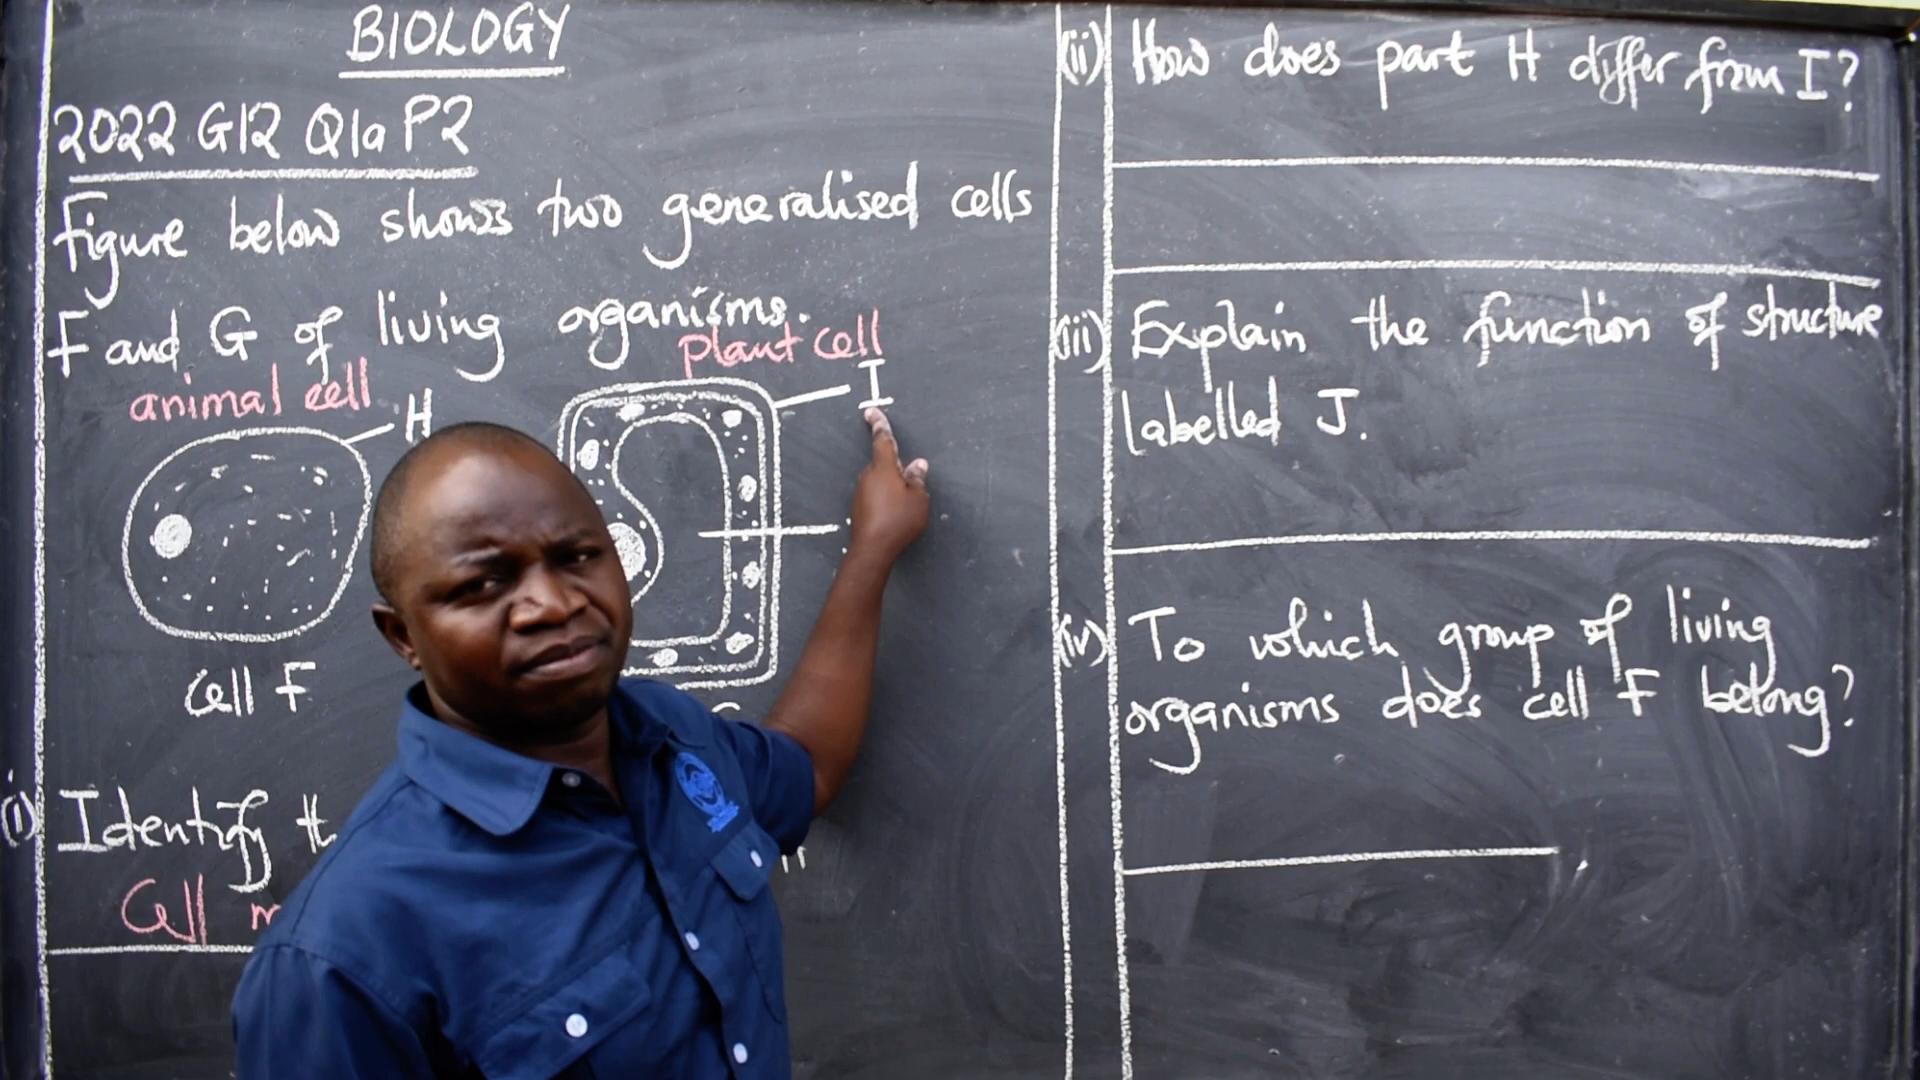 BIOLOGY
2022 G12 Q1a P2
Figure below shows two generalised cells
F and G of living organisms.
animal cell
plant cell
H
I
cell F
(i) Identify
Cell
(ii) How does part H differ from I?
(iii) Explain the function of structure
labelled J.
(iv) To which group of living
organisms does cell F belong?